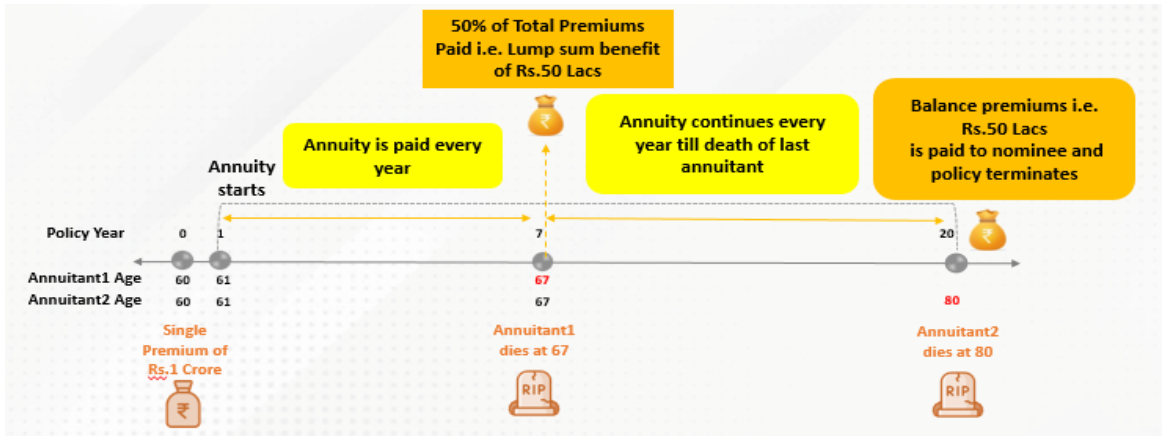 50% of Total Premiums
Paid i.e. Lump sum benefit
of Rs.50 Lacs
Annuity is paid every
year
Annuity continues every
year till death of last
annuitant
Balance premiums i.e.
Rs.50 Lacs
is paid to nominee and
policy terminates
Annuity
starts
Policy Year 0 1 7 20
Annuitant1 Age 60 61 67
Annuitant2 Age 60 61 67 80
Single
Premium of
Rs.1 Crore
₹
Annuitant1
dies at 67
RIP
Annuitant2
dies at 80
RIP
₹
₹